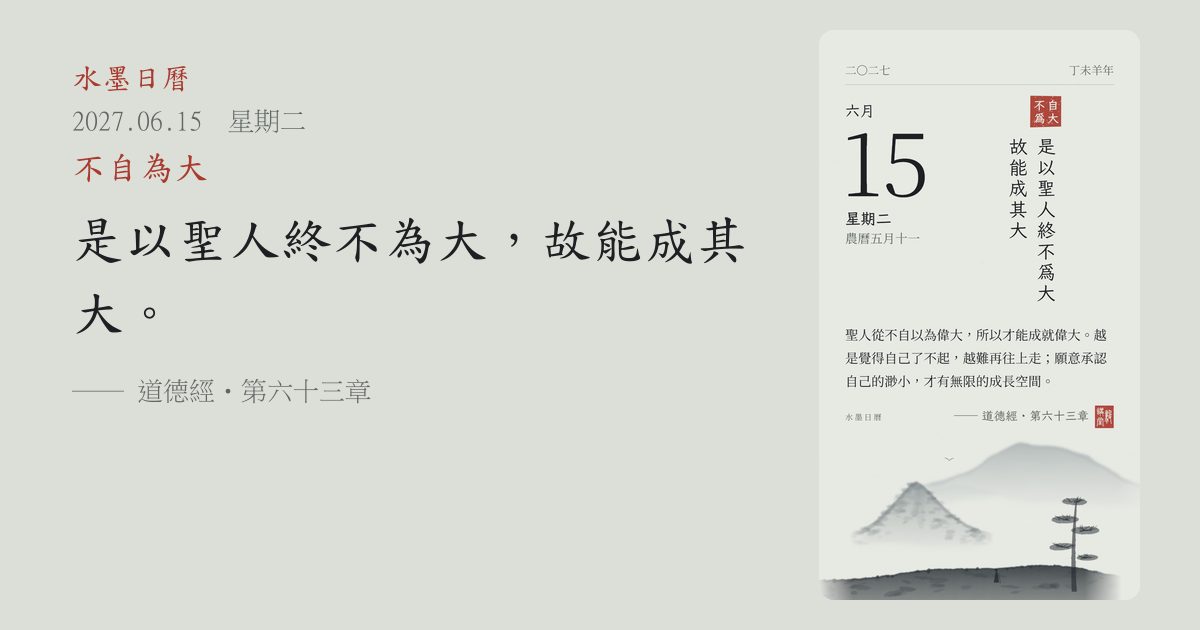 水墨日曆
2027.06.15 星期二
不自為大
是以聖人終不為大，故能成其
大。
—— 道德經・第六十三章
二〇二七
丁未羊年
六月
15
星期二
農曆五月十一
自大
不爲
是以聖人終不爲大
故能成其大
聖人從不自以為偉大，所以才能成就偉大。越
是覺得自己了不起，越難再往上走；願意承認
自己的渺小，才有無限的成長空間。
水墨日曆
—— 道德經・第六十三章